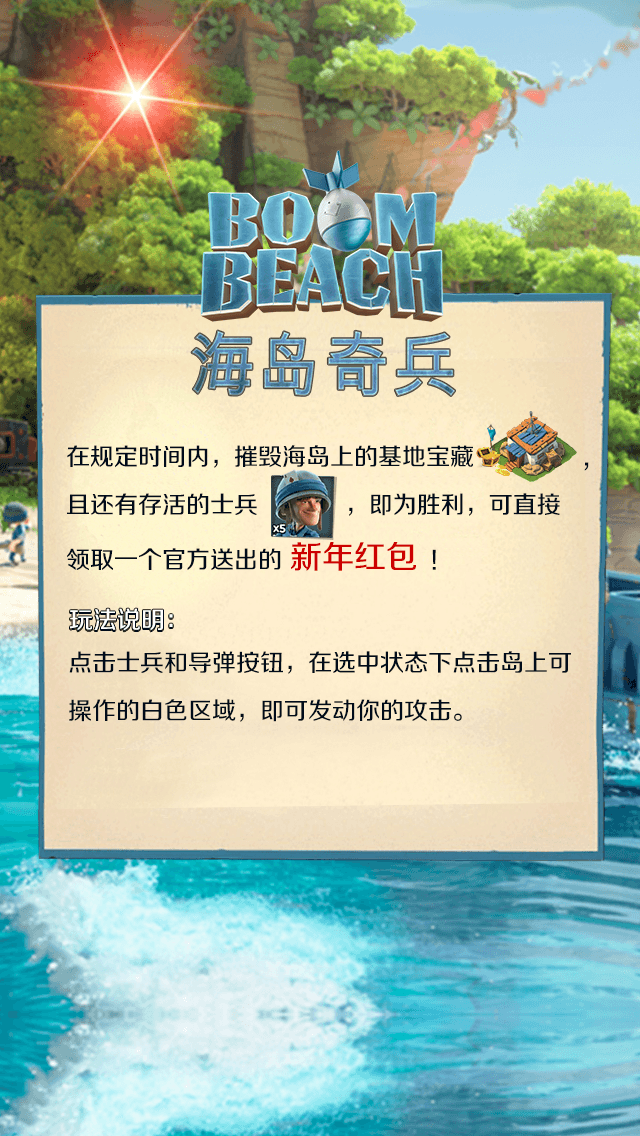 BOOM
BEACH
海岛奇兵
在规定时间内，摧毁海岛上的基地宝藏，
且还有存活的士兵 x5 ，即为胜利，可直接
领取一个官方送出的 新年红包 ！
玩法说明：
点击士兵和导弹按钮，在选中状态下点击岛上可
操作的白色区域，即可发动你的攻击。